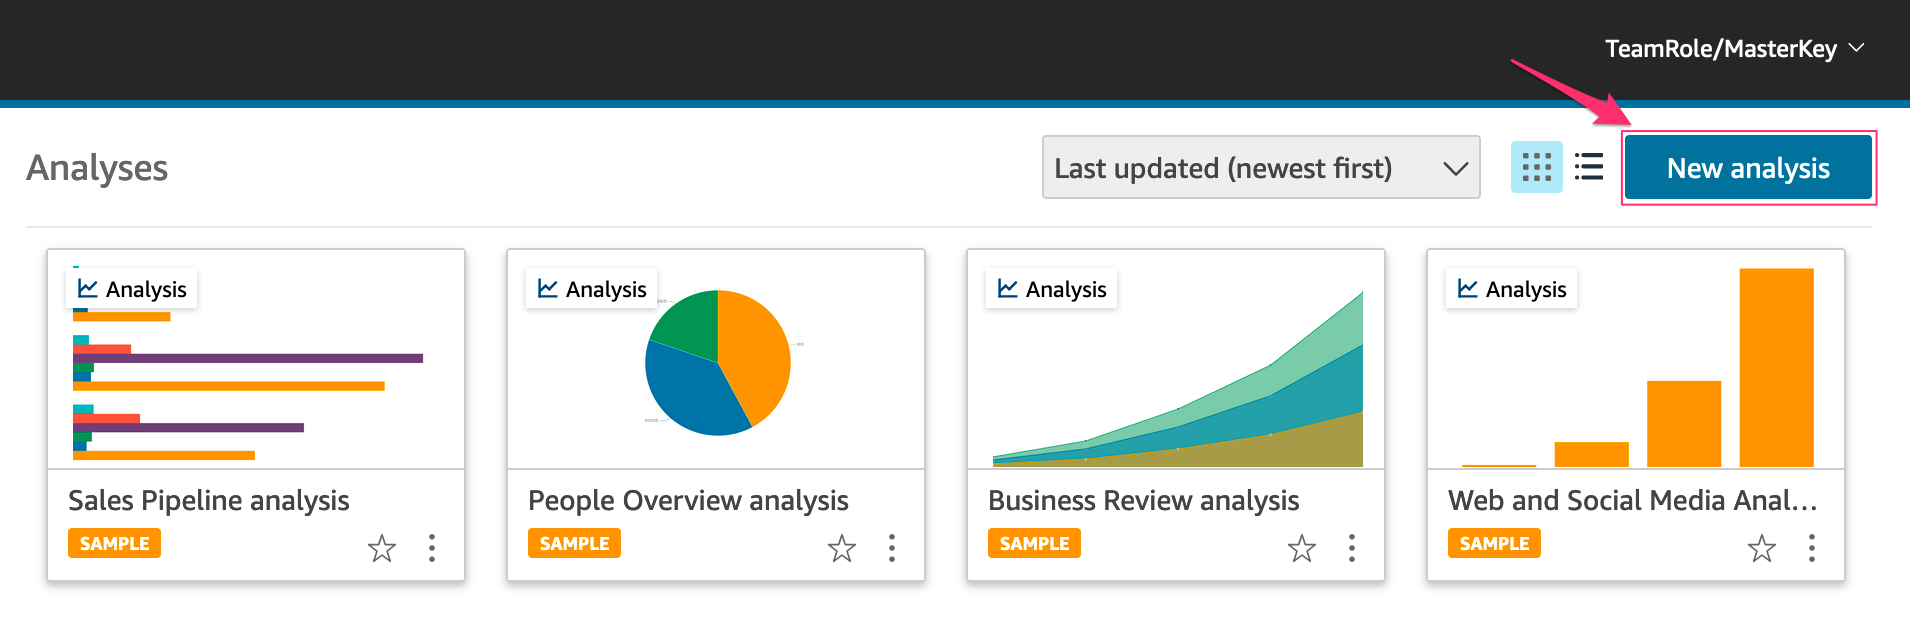 TeamRole/MasterKey
Analyses
Last updated (newest first)
New analysis
Analysis
Analysis
Analysis
Analysis
Sales Pipeline analysis
People Overview analysis
Business Review analysis
Web and Social Media Anal...
SAMPLE
SAMPLE
SAMPLE
SAMPLE